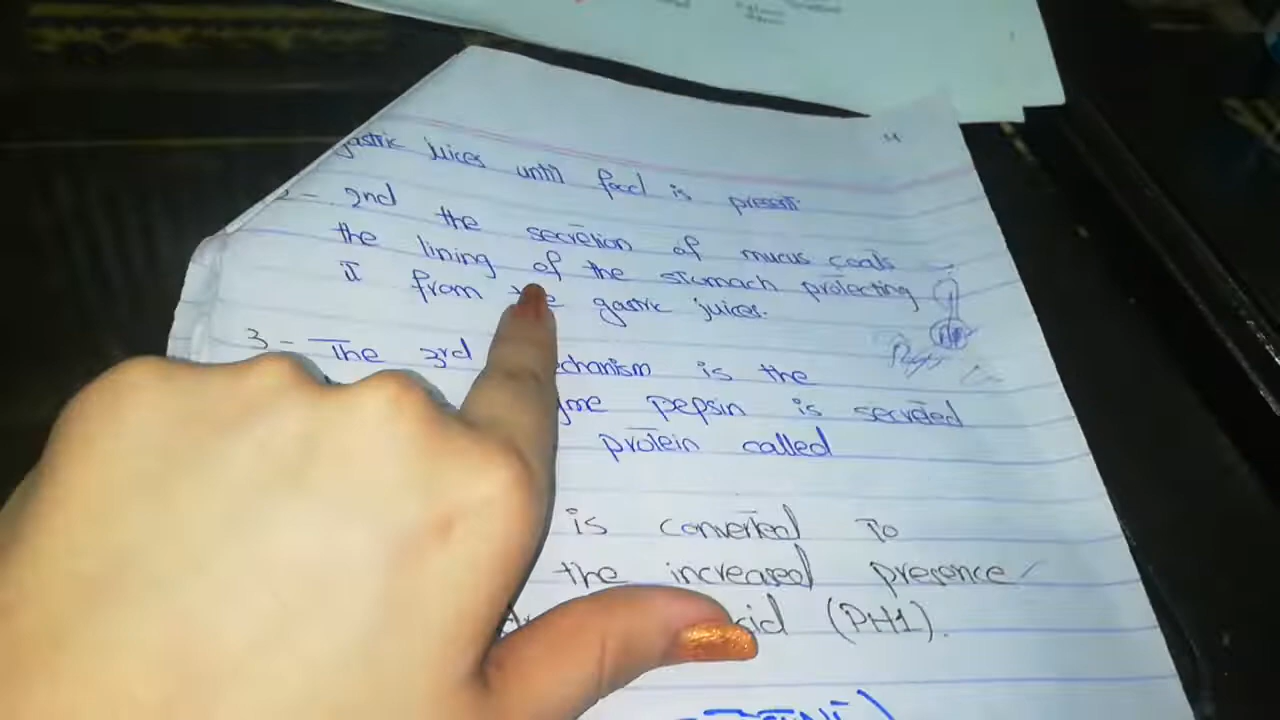 gastric juices until food is present.
2- 2nd the secretion of mucus coats
the lining of the stomach protecting
it from the gastric juices.
3- The 3rd mechanism is the
pepsin is secreted
protein called
is converted to
the increased presence
(PH1).